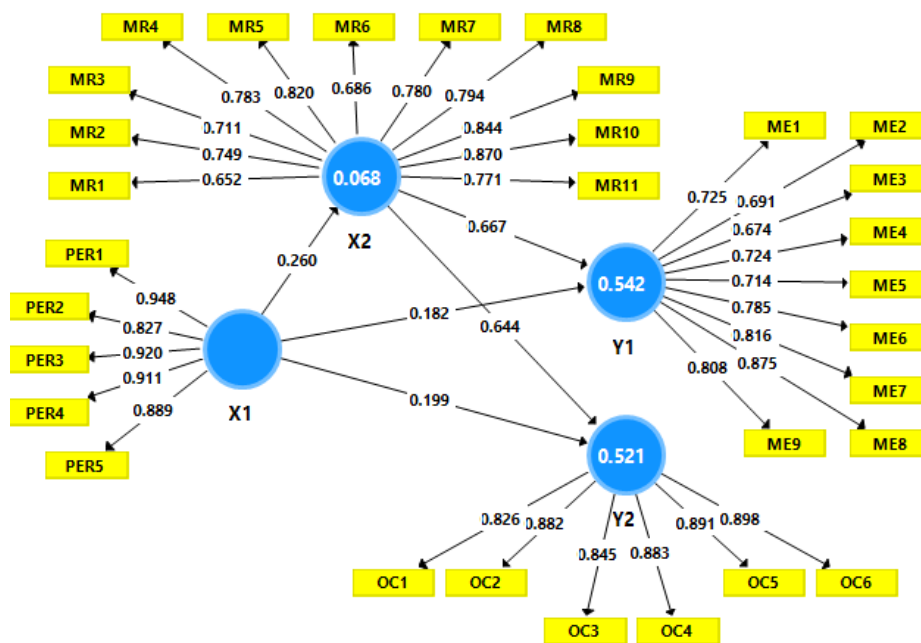 MR4
MR5
MR6
MR7
MR8
MR3
MR9
MR2
MR10
MR1
MR11
0.783
0.820
0.686
0.780
0.794
0.711
0.844
0.749
0.870
0.652
0.771
0.068
X2
ME1
ME2
ME3
ME4
ME5
ME6
ME7
ME8
ME9
0.725
0.691
0.674
0.724
0.714
0.785
0.816
0.875
0.808
0.667
0.542
Y1
0.260
0.182
0.644
0.199
PER1
PER2
PER3
PER4
PER5
0.948
0.827
0.920
0.911
0.889
X1
0.521
Y2
0.826
0.882
0.845
0.883
0.891
0.898
OC1
OC2
OC3
OC4
OC5
OC6